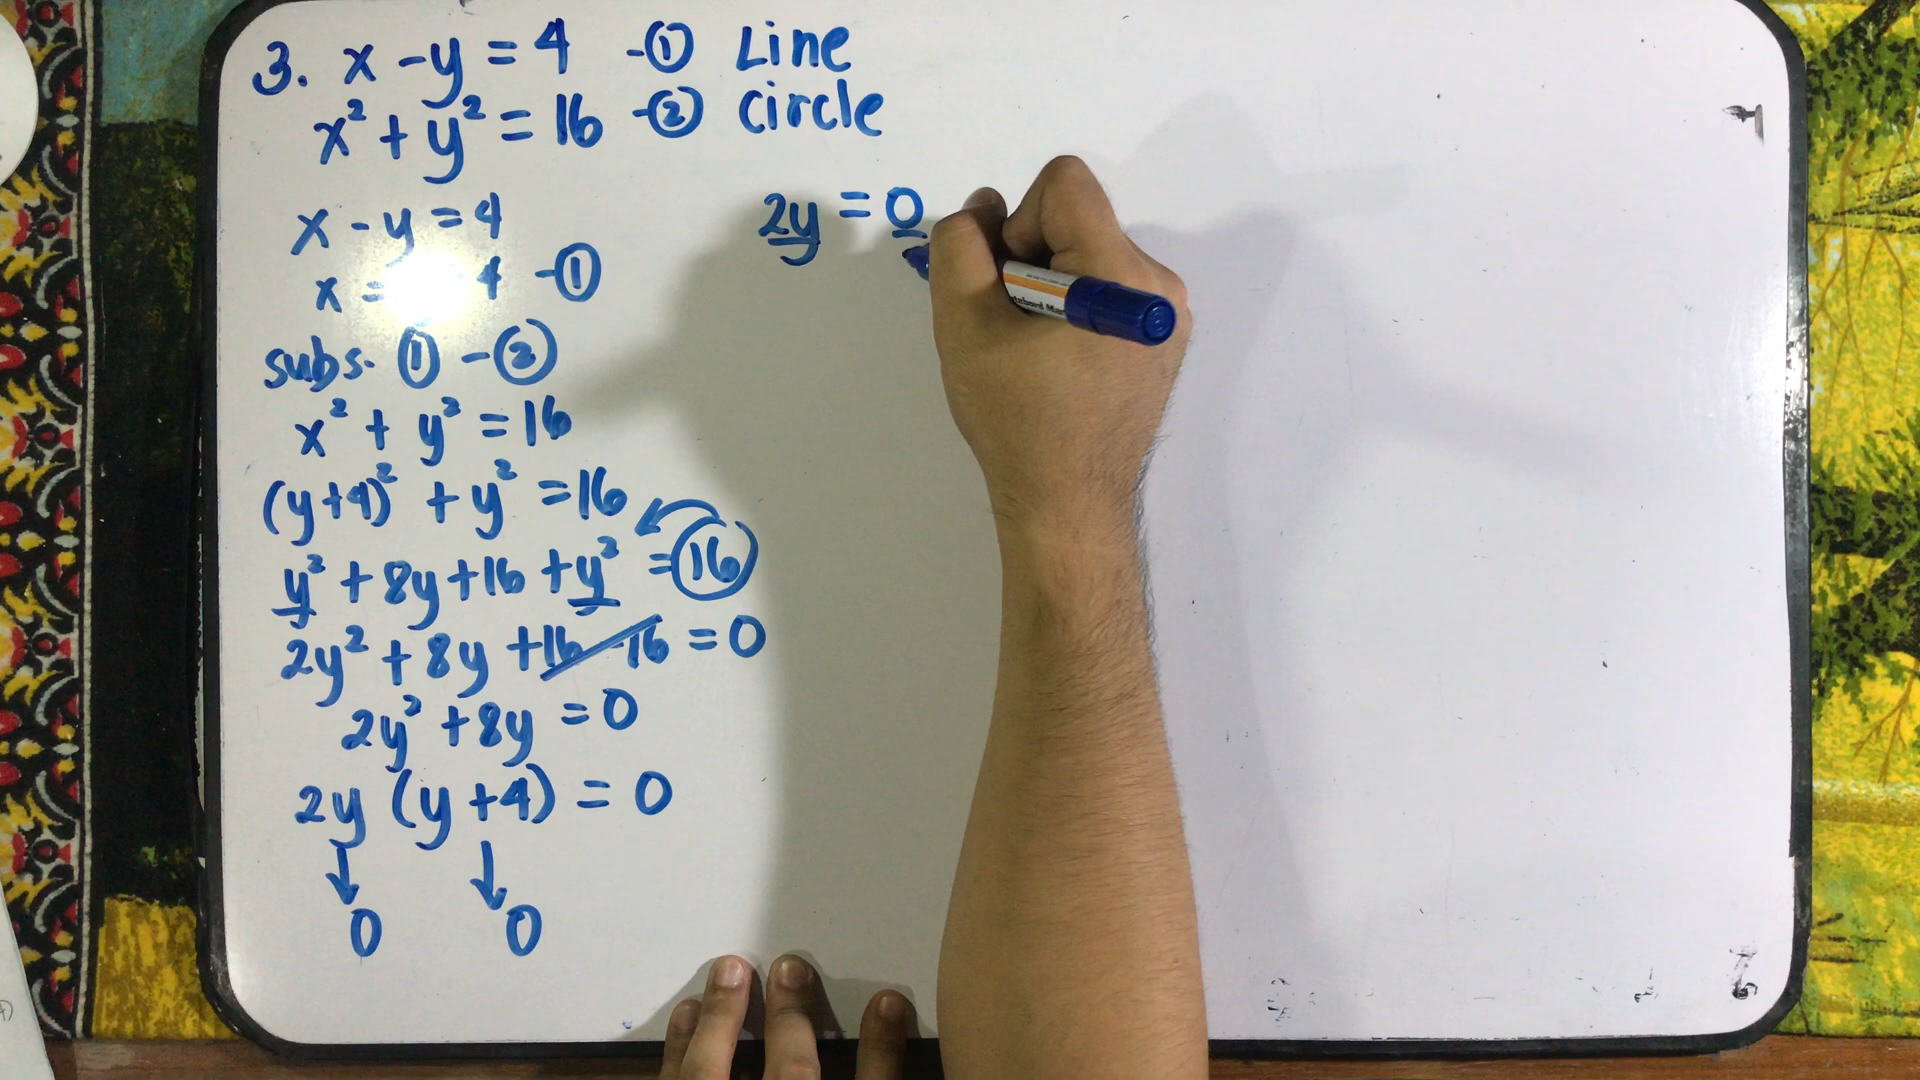 3. x - y = 4 -① Line
x² + y² = 16 -② circle
x - y = 4
x = 4 -①
subs. ① -②
x² + y² = 16
(y+4)² + y² = 16
y² + 8y + 16 + y² = 16
2y² + 8y + 16 - 16 = 0
2y² + 8y = 0
2y (y + 4) = 0
0 0
2y = 0